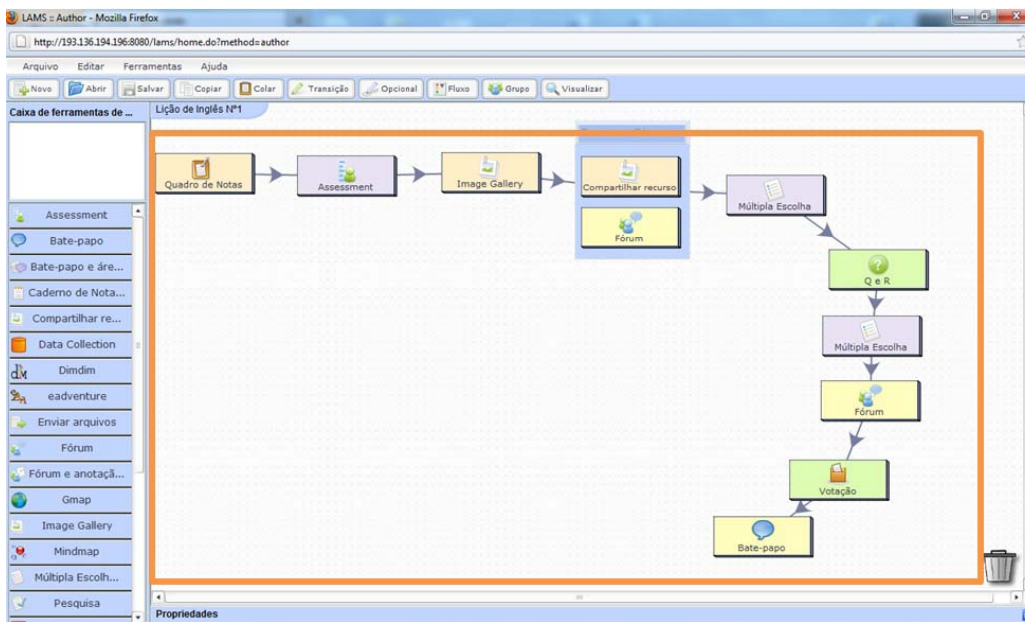 LAMS :: Author - Mozilla Firefox
http://193.136.194.196:8080/lams/home.do?method=author
Arquivo Editar Ferramentas Ajuda
Novo Abrir Salvar Copiar Colar Transição Opcional Fluxo Grupo Visualizar
Caixa de ferramentas de ...
Lição de Inglês Nº1
Quadro de Notas
Assessment
Image Gallery
Compartilhar recurso
Fórum
Múltipla Escolha
Q e R
Múltipla Escolha
Fórum
Votação
Bate-papo
Assessment
Bate-papo
Bate-papo e áre...
Caderno de Nota...
Compartilhar re...
Data Collection
Dimdim
eadventure
Enviar arquivos
Fórum
Fórum e anotaçã...
Gmap
Image Gallery
Mindmap
Múltipla Escolh...
Pesquisa
Propriedades